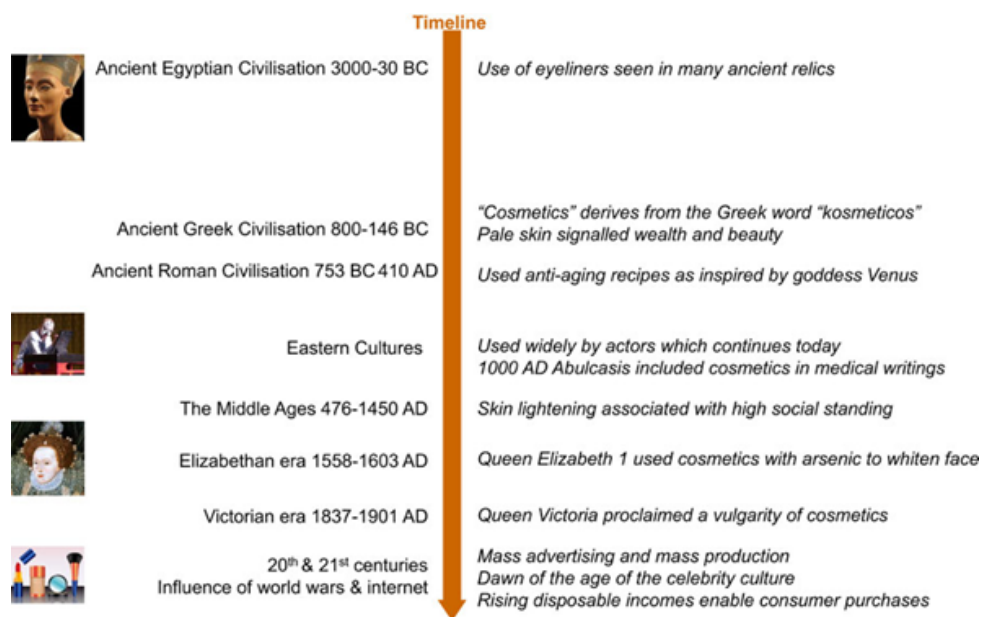 Timeline
Ancient Egyptian Civilisation 3000-30 BC
Use of eyeliners seen in many ancient relics
Ancient Greek Civilisation 800-146 BC
“Cosmetics” derives from the Greek word “kosmeticos”
Pale skin signalled wealth and beauty
Ancient Roman Civilisation 753 BC 410 AD
Used anti-aging recipes as inspired by goddess Venus
Eastern Cultures
Used widely by actors which continues today
1000 AD Abulcasis included cosmetics in medical writings
The Middle Ages 476-1450 AD
Skin lightening associated with high social standing
Elizabethan era 1558-1603 AD
Queen Elizabeth 1 used cosmetics with arsenic to whiten face
Victorian era 1837-1901 AD
Queen Victoria proclaimed a vulgarity of cosmetics
20th & 21st centuries
Influence of world wars & internet
Mass advertising and mass production
Dawn of the age of the celebrity culture
Rising disposable incomes enable consumer purchases